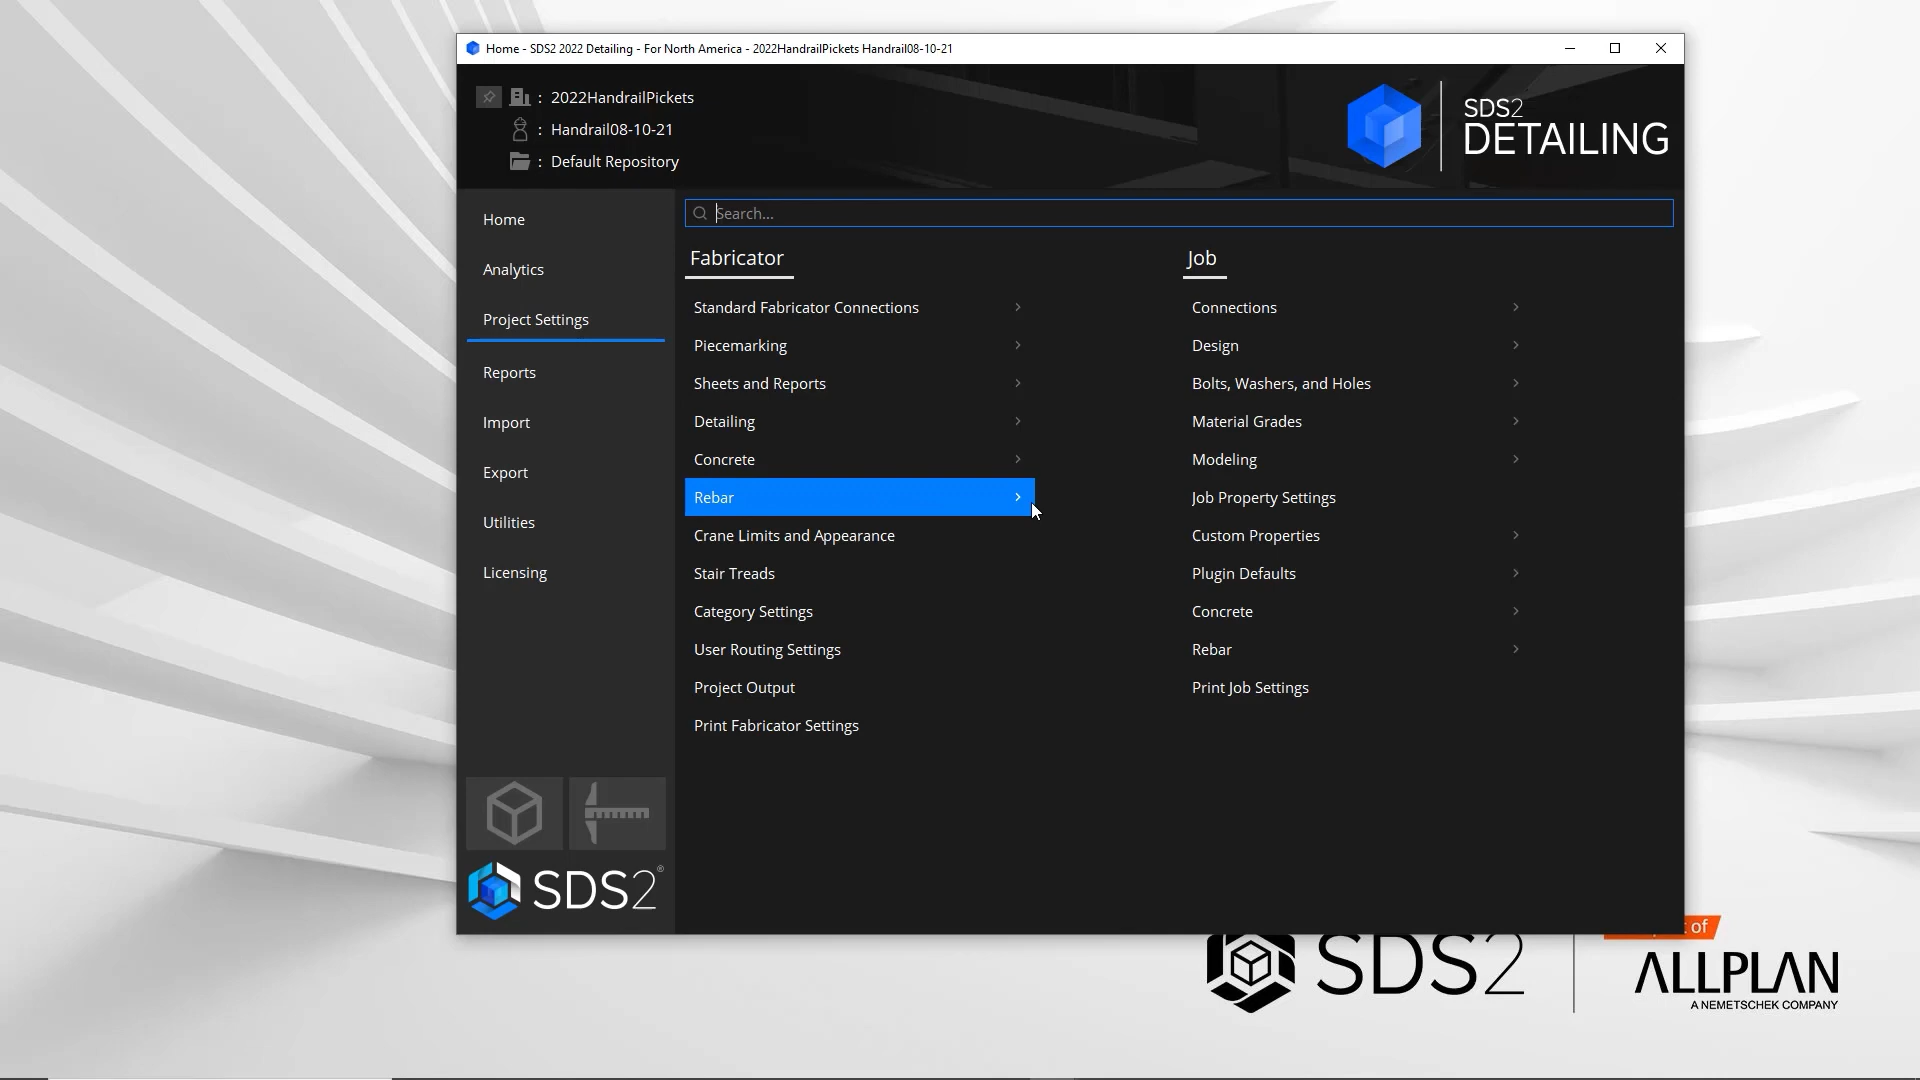 Home - SDS2 2022 Detailing - For North America - 2022HandrailPickets Handrail08-10-21
: 2022HandrailPickets
: Handrail08-10-21
: Default Repository
SDS2
DETAILING
Home
Analytics
Project Settings
Reports
Import
Export
Utilities
Licensing
SDS2®
Search...
Fabricator
Standard Fabricator Connections
Piecemarking
Sheets and Reports
Detailing
Concrete
Rebar
Crane Limits and Appearance
Stair Treads
Category Settings
User Routing Settings
Project Output
Print Fabricator Settings
Job
Connections
Design
Bolts, Washers, and Holes
Material Grades
Modeling
Job Property Settings
Custom Properties
Plugin Defaults
Concrete
Rebar
Print Job Settings
SDS2
of
ALLPLAN
A NEMETSCHEK COMPANY